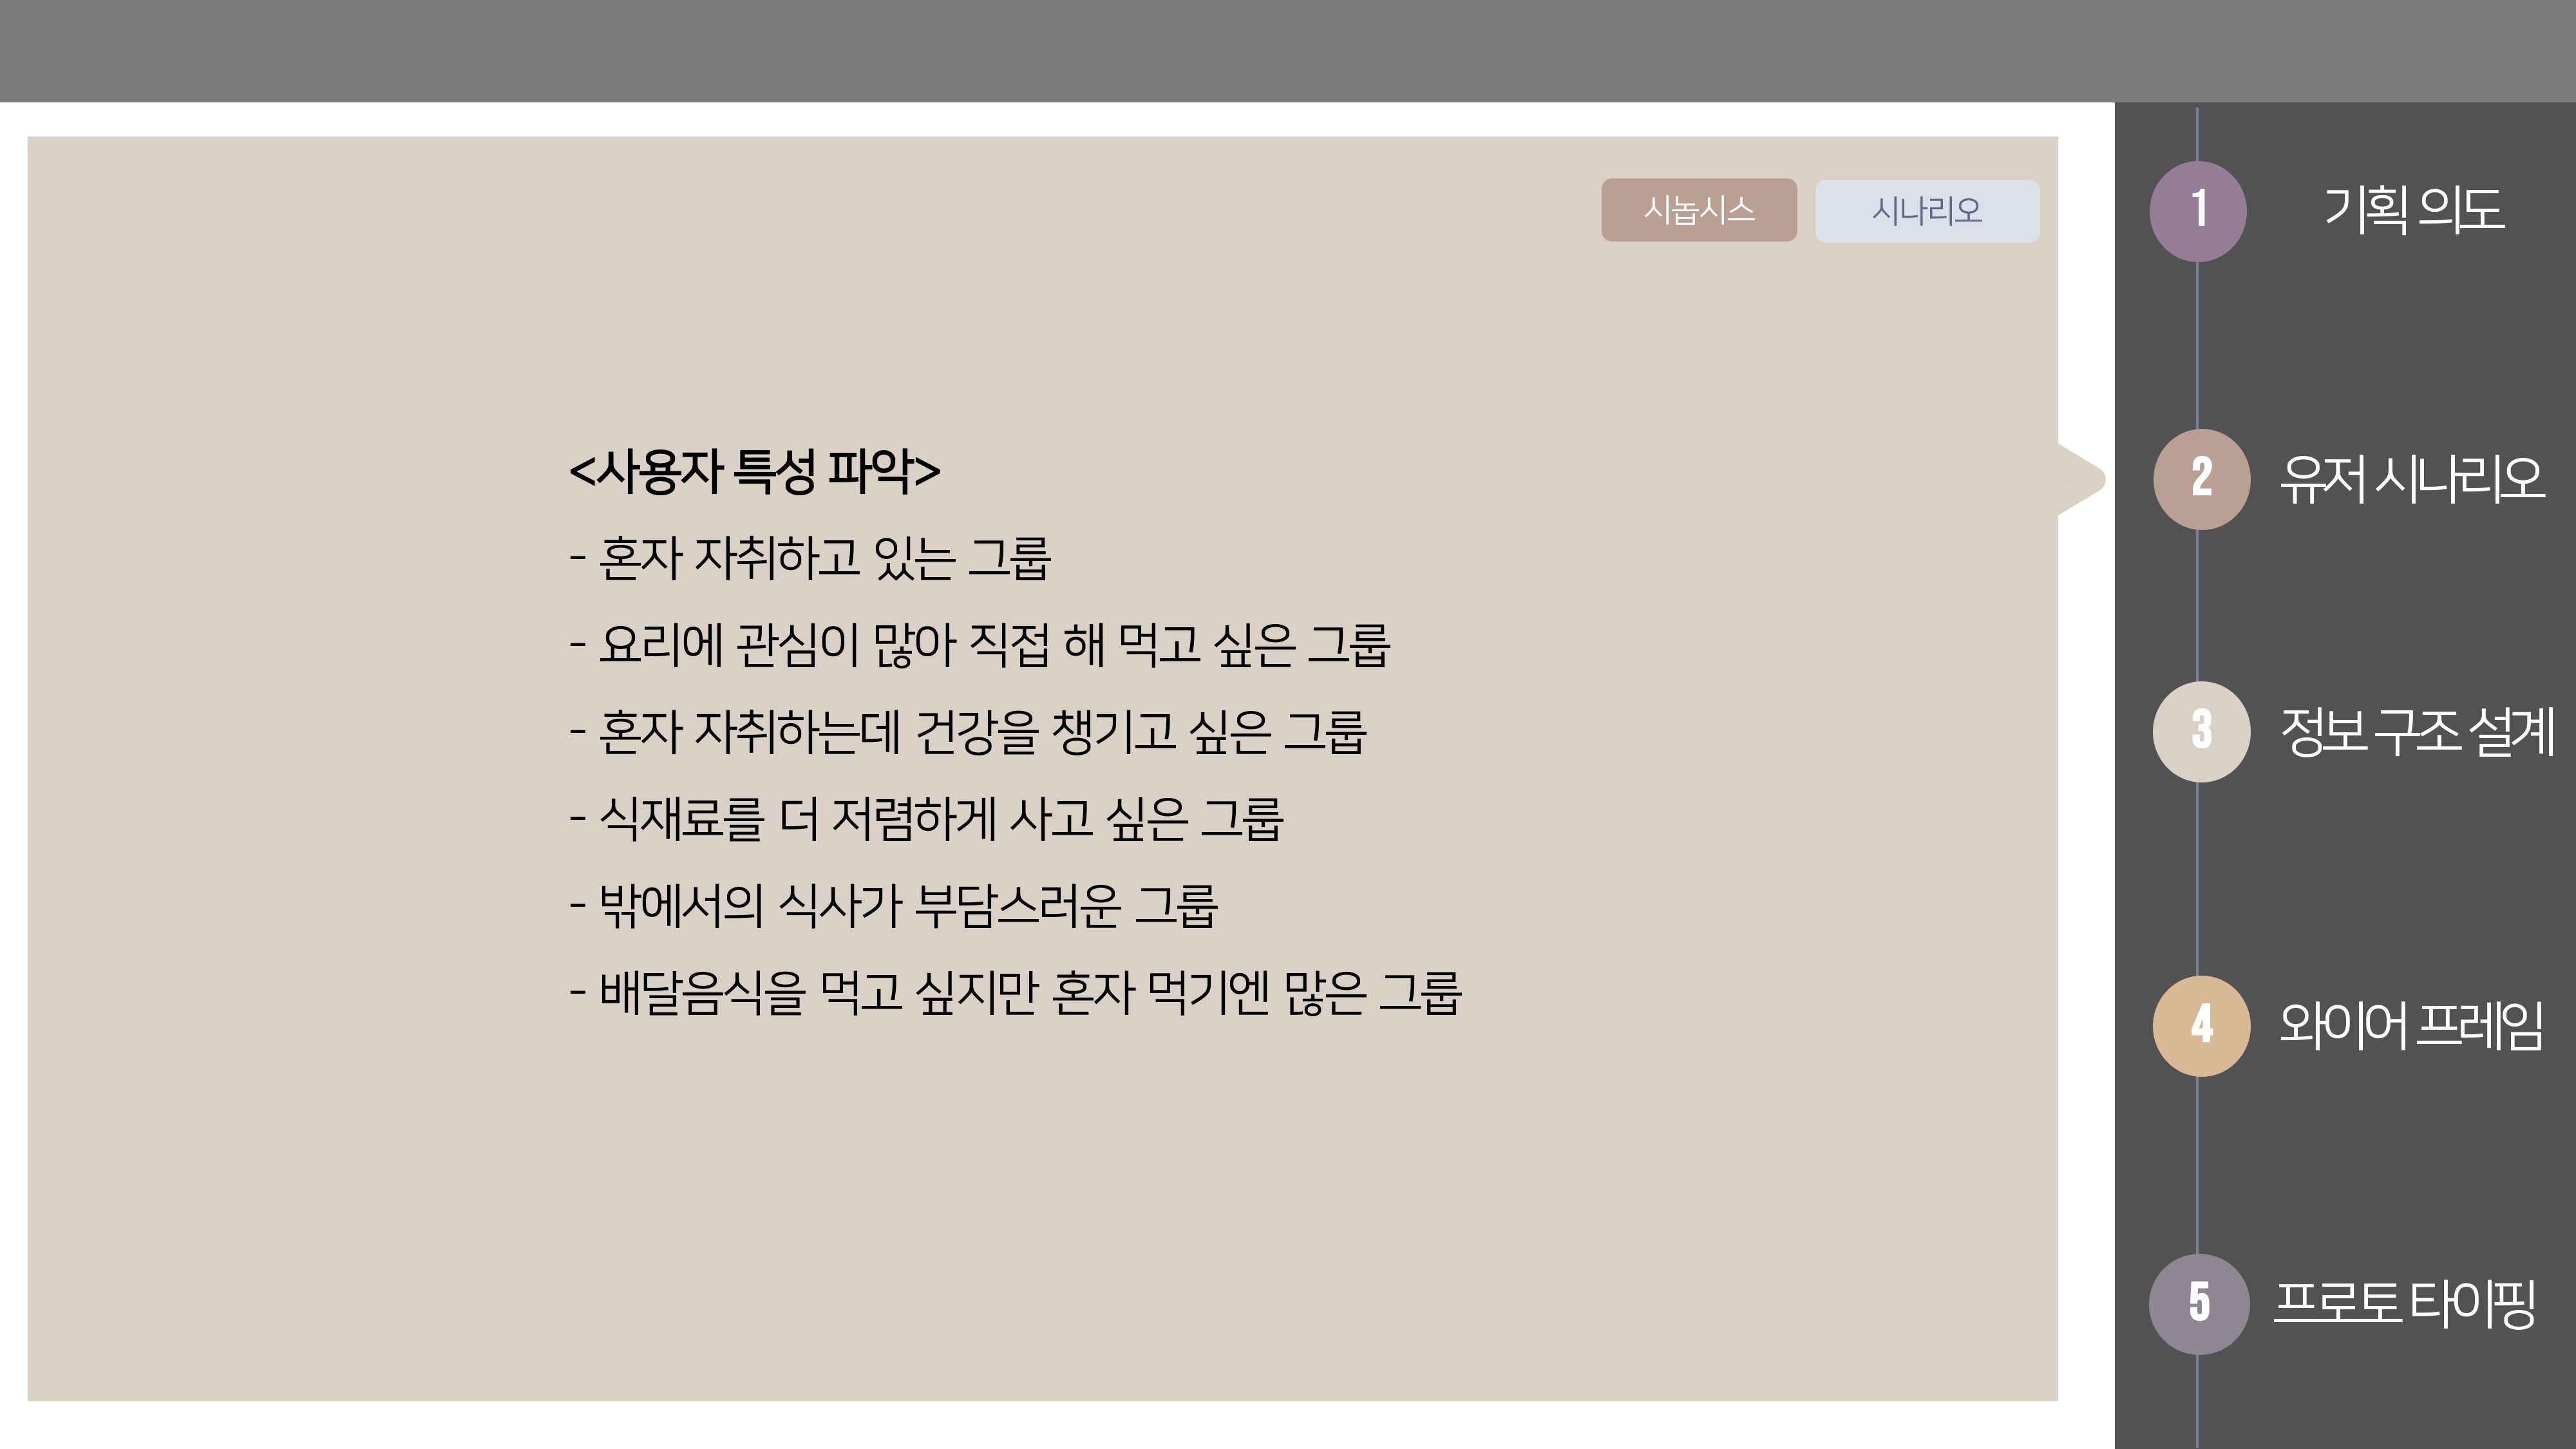 시놉시스
시나리오
<사용자 특성 파악>
- 혼자 자취하고 있는 그룹
- 요리에 관심이 많아 직접 해 먹고 싶은 그룹
- 혼자 자취하는데 건강을 챙기고 싶은 그룹
- 식재료를 더 저렴하게 사고 싶은 그룹
- 밖에서의 식사가 부담스러운 그룹
- 배달음식을 먹고 싶지만 혼자 먹기엔 많은 그룹
1 기획 의도
2 유저 시나리오
3 정보 구조 설계
4 와이어 프레임
5 프로토 타이핑